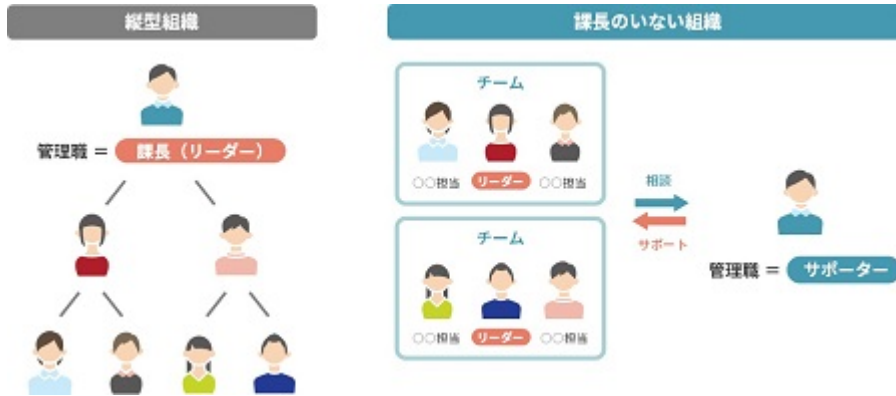 縦型組織
管理職 = 課長（リーダー）
課長のいない組織
チーム
○○担当 リーダー ○○担当
チーム
○○担当 リーダー ○○担当
相談
サポート
管理職 = サポーター